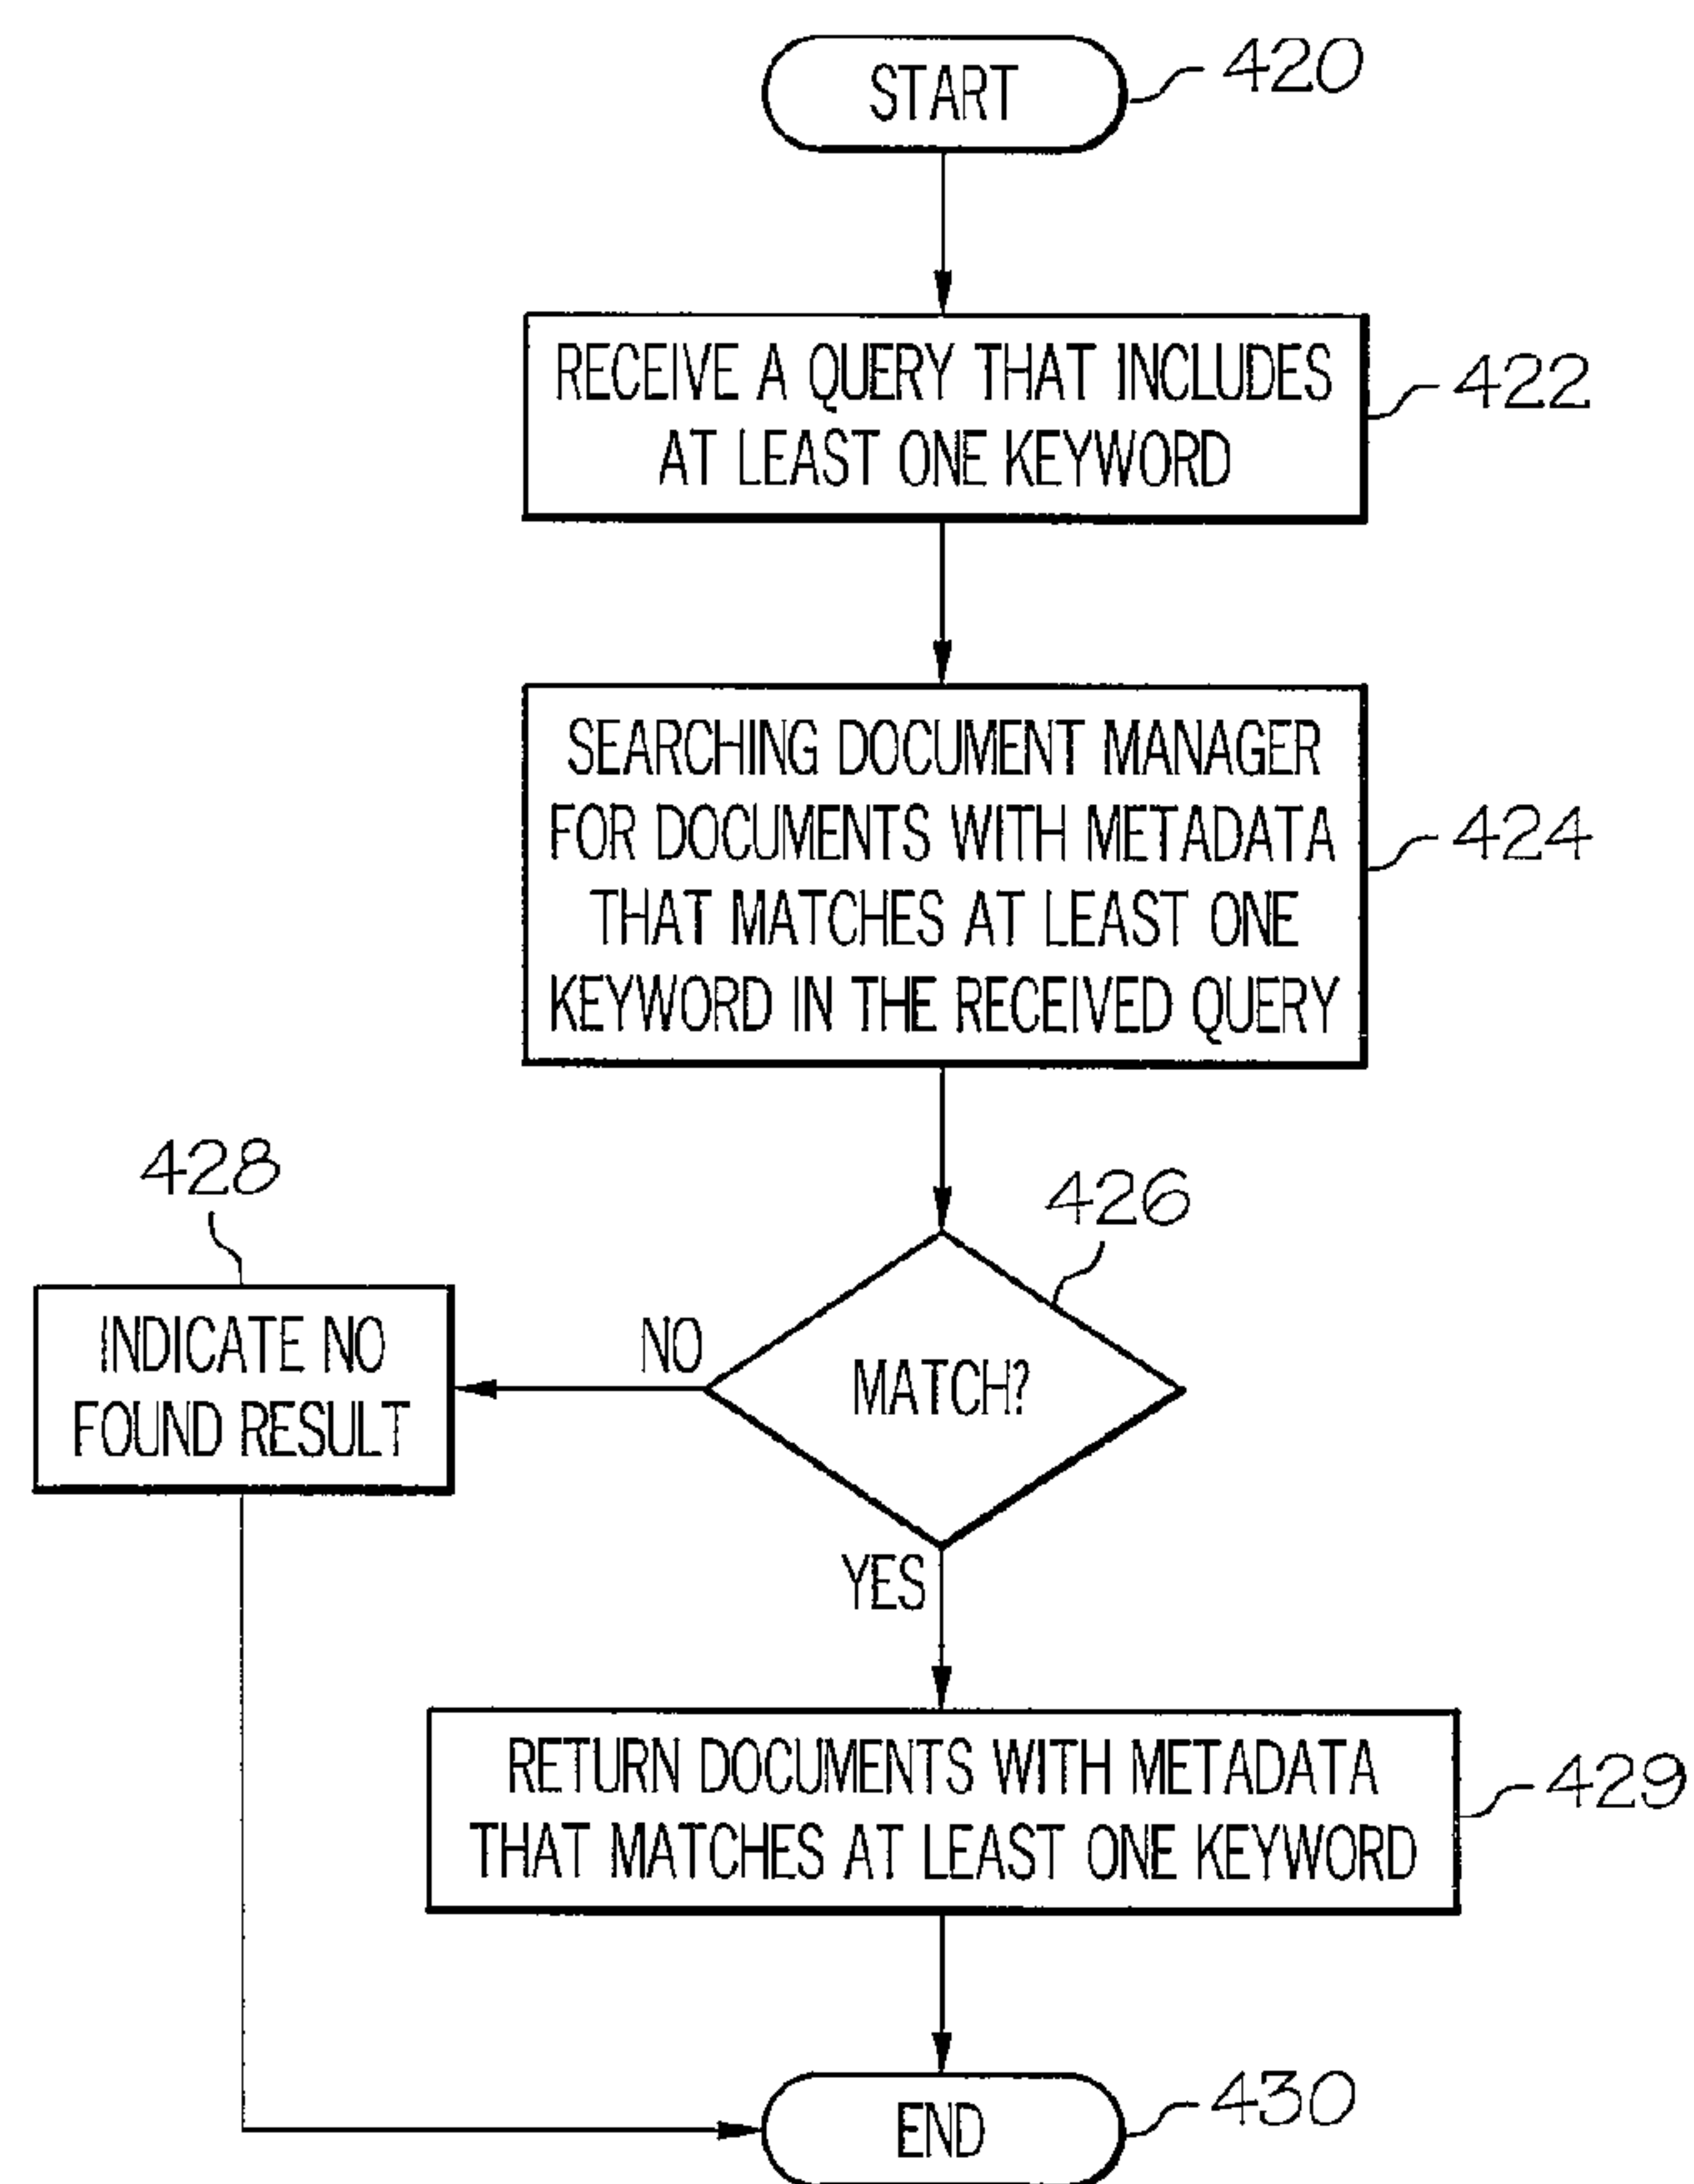 START
420
RECEIVE A QUERY THAT INCLUDES
AT LEAST ONE KEYWORD
422
SEARCHING DOCUMENT MANAGER
FOR DOCUMENTS WITH METADATA
THAT MATCHES AT LEAST ONE
KEYWORD IN THE RECEIVED QUERY
424
428
426
INDICATE NO
FOUND RESULT
NO
MATCH?
YES
RETURN DOCUMENTS WITH METADATA
THAT MATCHES AT LEAST ONE KEYWORD
429
END
430